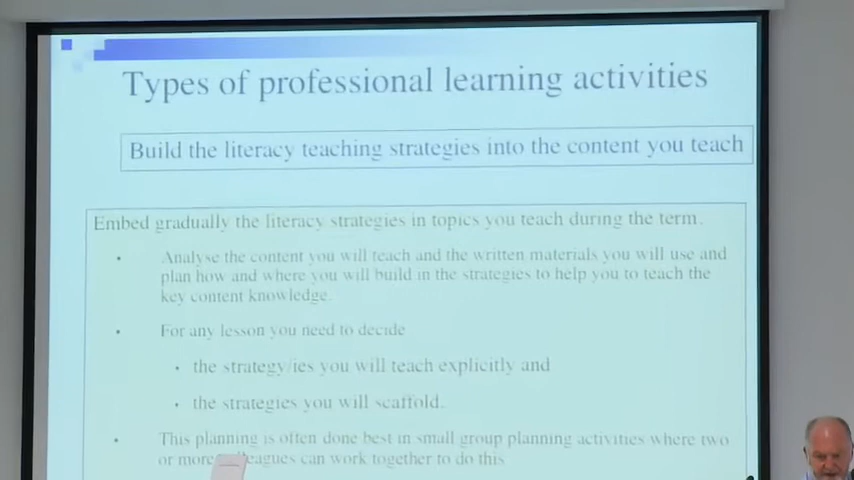 Types of professional learning activities
Build the literacy teaching strategies into the content you teach
Embed gradually the literacy strategies in topics you teach during the term.
• Analyse the content you will teach and the written materials you will use and
plan how and where you will build in the strategies to help you to teach the
key content knowledge.
• For any lesson you need to decide
• the strategy/ies you will teach explicitly and
• the strategies you will scaffold.
• This planning is often done best in small group planning activities where two
or more colleagues can work together to do this